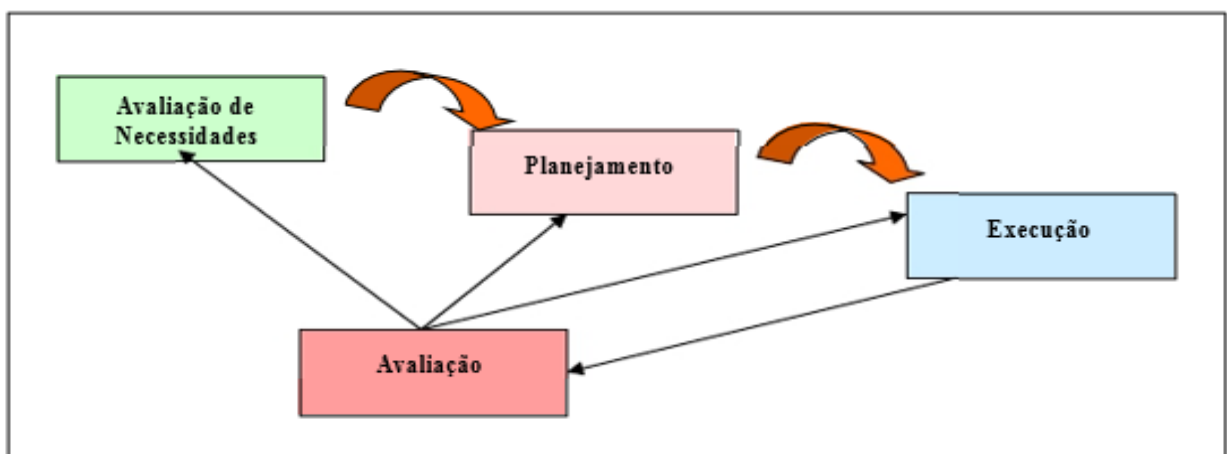 Avaliação de
Necessidades
Planejamento
Execução
Avaliação